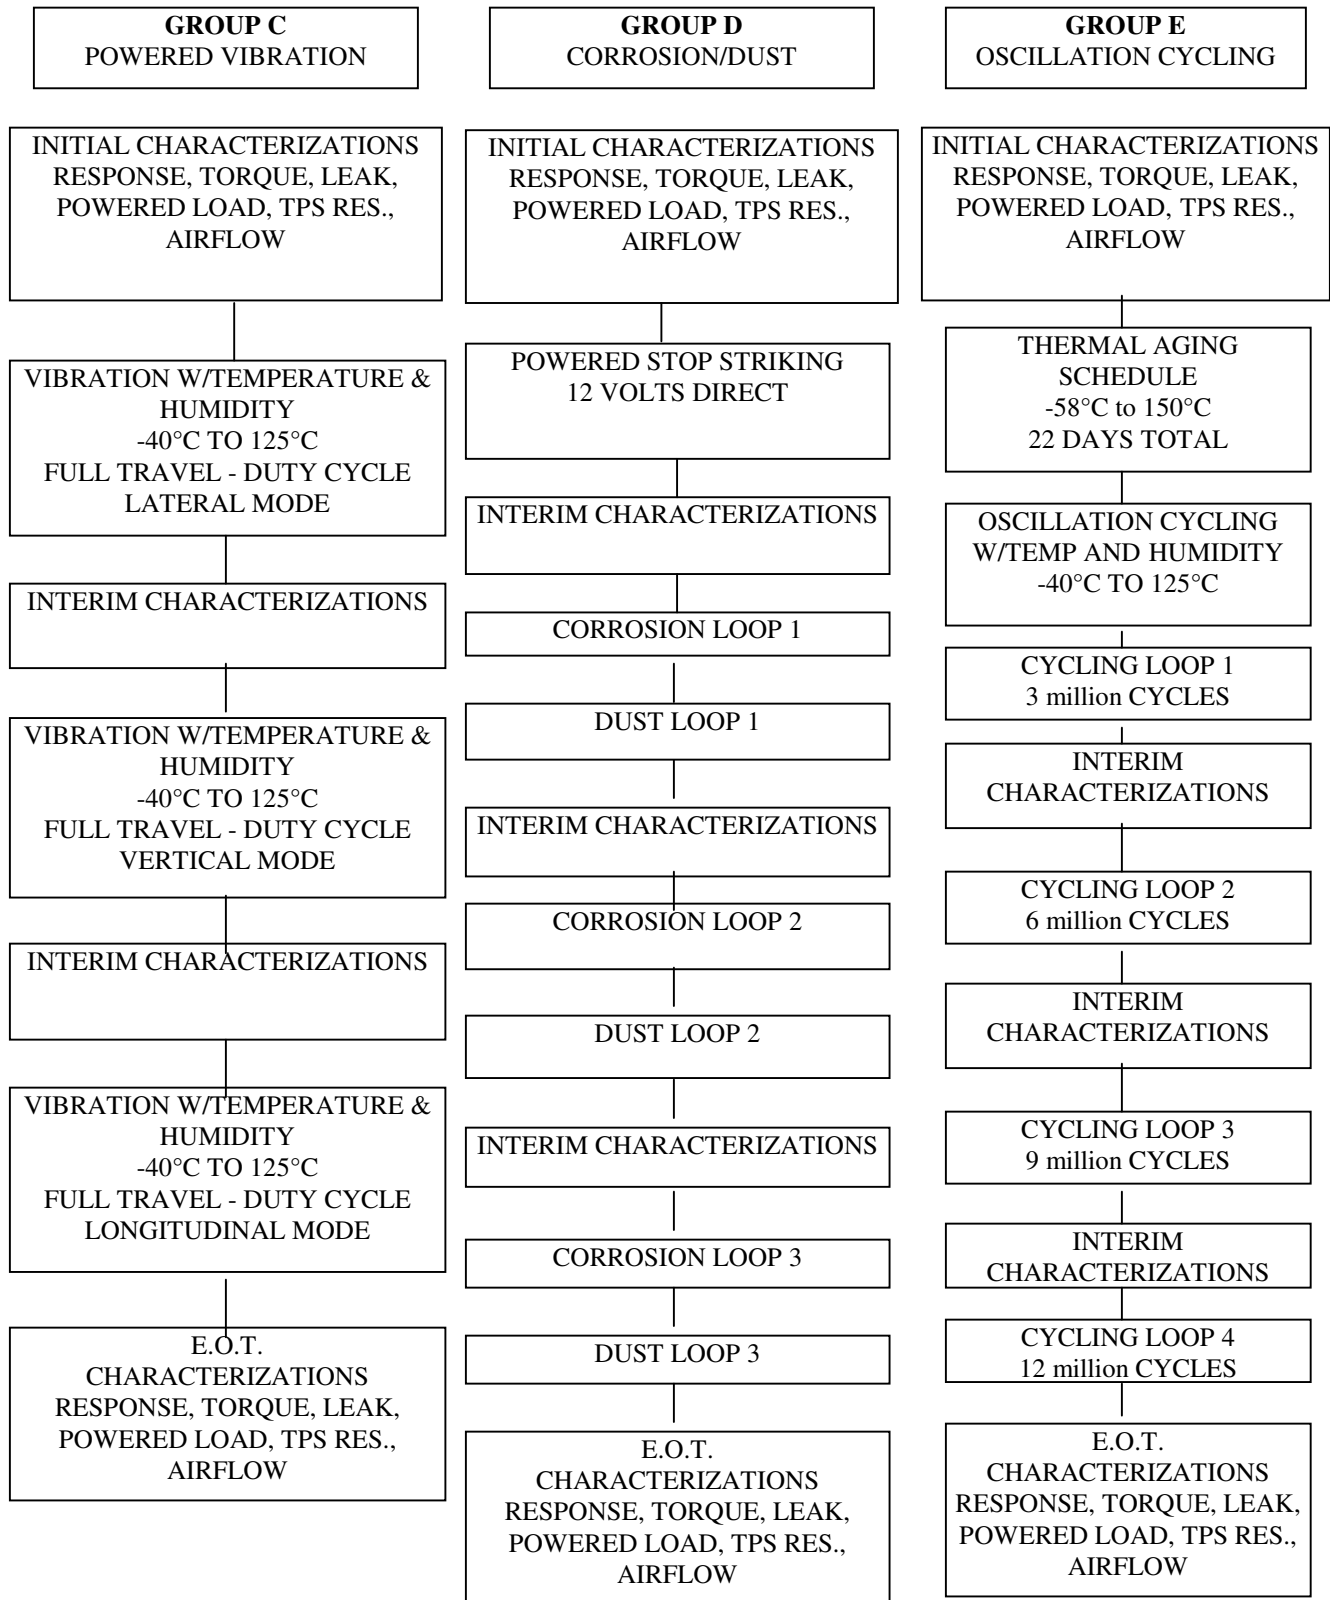 GROUP C
POWERED VIBRATION
INITIAL CHARACTERIZATIONS
RESPONSE, TORQUE, LEAK,
POWERED LOAD, TPS RES.,
AIRFLOW
VIBRATION W/TEMPERATURE &
HUMIDITY
-40°C TO 125°C
FULL TRAVEL - DUTY CYCLE
LATERAL MODE
INTERIM CHARACTERIZATIONS
VIBRATION W/TEMPERATURE &
HUMIDITY
-40°C TO 125°C
FULL TRAVEL - DUTY CYCLE
VERTICAL MODE
INTERIM CHARACTERIZATIONS
VIBRATION W/TEMPERATURE &
HUMIDITY
-40°C TO 125°C
FULL TRAVEL - DUTY CYCLE
LONGITUDINAL MODE
E.O.T.
CHARACTERIZATIONS
RESPONSE, TORQUE, LEAK,
POWERED LOAD, TPS RES.,
AIRFLOW
GROUP D
CORROSION/DUST
INITIAL CHARACTERIZATIONS
RESPONSE, TORQUE, LEAK,
POWERED LOAD, TPS RES.,
AIRFLOW
POWERED STOP STRIKING
12 VOLTS DIRECT
INTERIM CHARACTERIZATIONS
CORROSION LOOP 1
DUST LOOP 1
INTERIM CHARACTERIZATIONS
CORROSION LOOP 2
DUST LOOP 2
INTERIM CHARACTERIZATIONS
CORROSION LOOP 3
DUST LOOP 3
E.O.T.
CHARACTERIZATIONS
RESPONSE, TORQUE, LEAK,
POWERED LOAD, TPS RES.,
AIRFLOW
GROUP E
OSCILLATION CYCLING
INITIAL CHARACTERIZATIONS
RESPONSE, TORQUE, LEAK,
POWERED LOAD, TPS RES.,
AIRFLOW
THERMAL AGING
SCHEDULE
-58°C to 150°C
22 DAYS TOTAL
OSCILLATION CYCLING
W/TEMP AND HUMIDITY
-40°C TO 125°C
CYCLING LOOP 1
3 million CYCLES
INTERIM
CHARACTERIZATIONS
CYCLING LOOP 2
6 million CYCLES
INTERIM
CHARACTERIZATIONS
CYCLING LOOP 3
9 million CYCLES
INTERIM
CHARACTERIZATIONS
CYCLING LOOP 4
12 million CYCLES
E.O.T.
CHARACTERIZATIONS
RESPONSE, TORQUE, LEAK,
POWERED LOAD, TPS RES.,
AIRFLOW